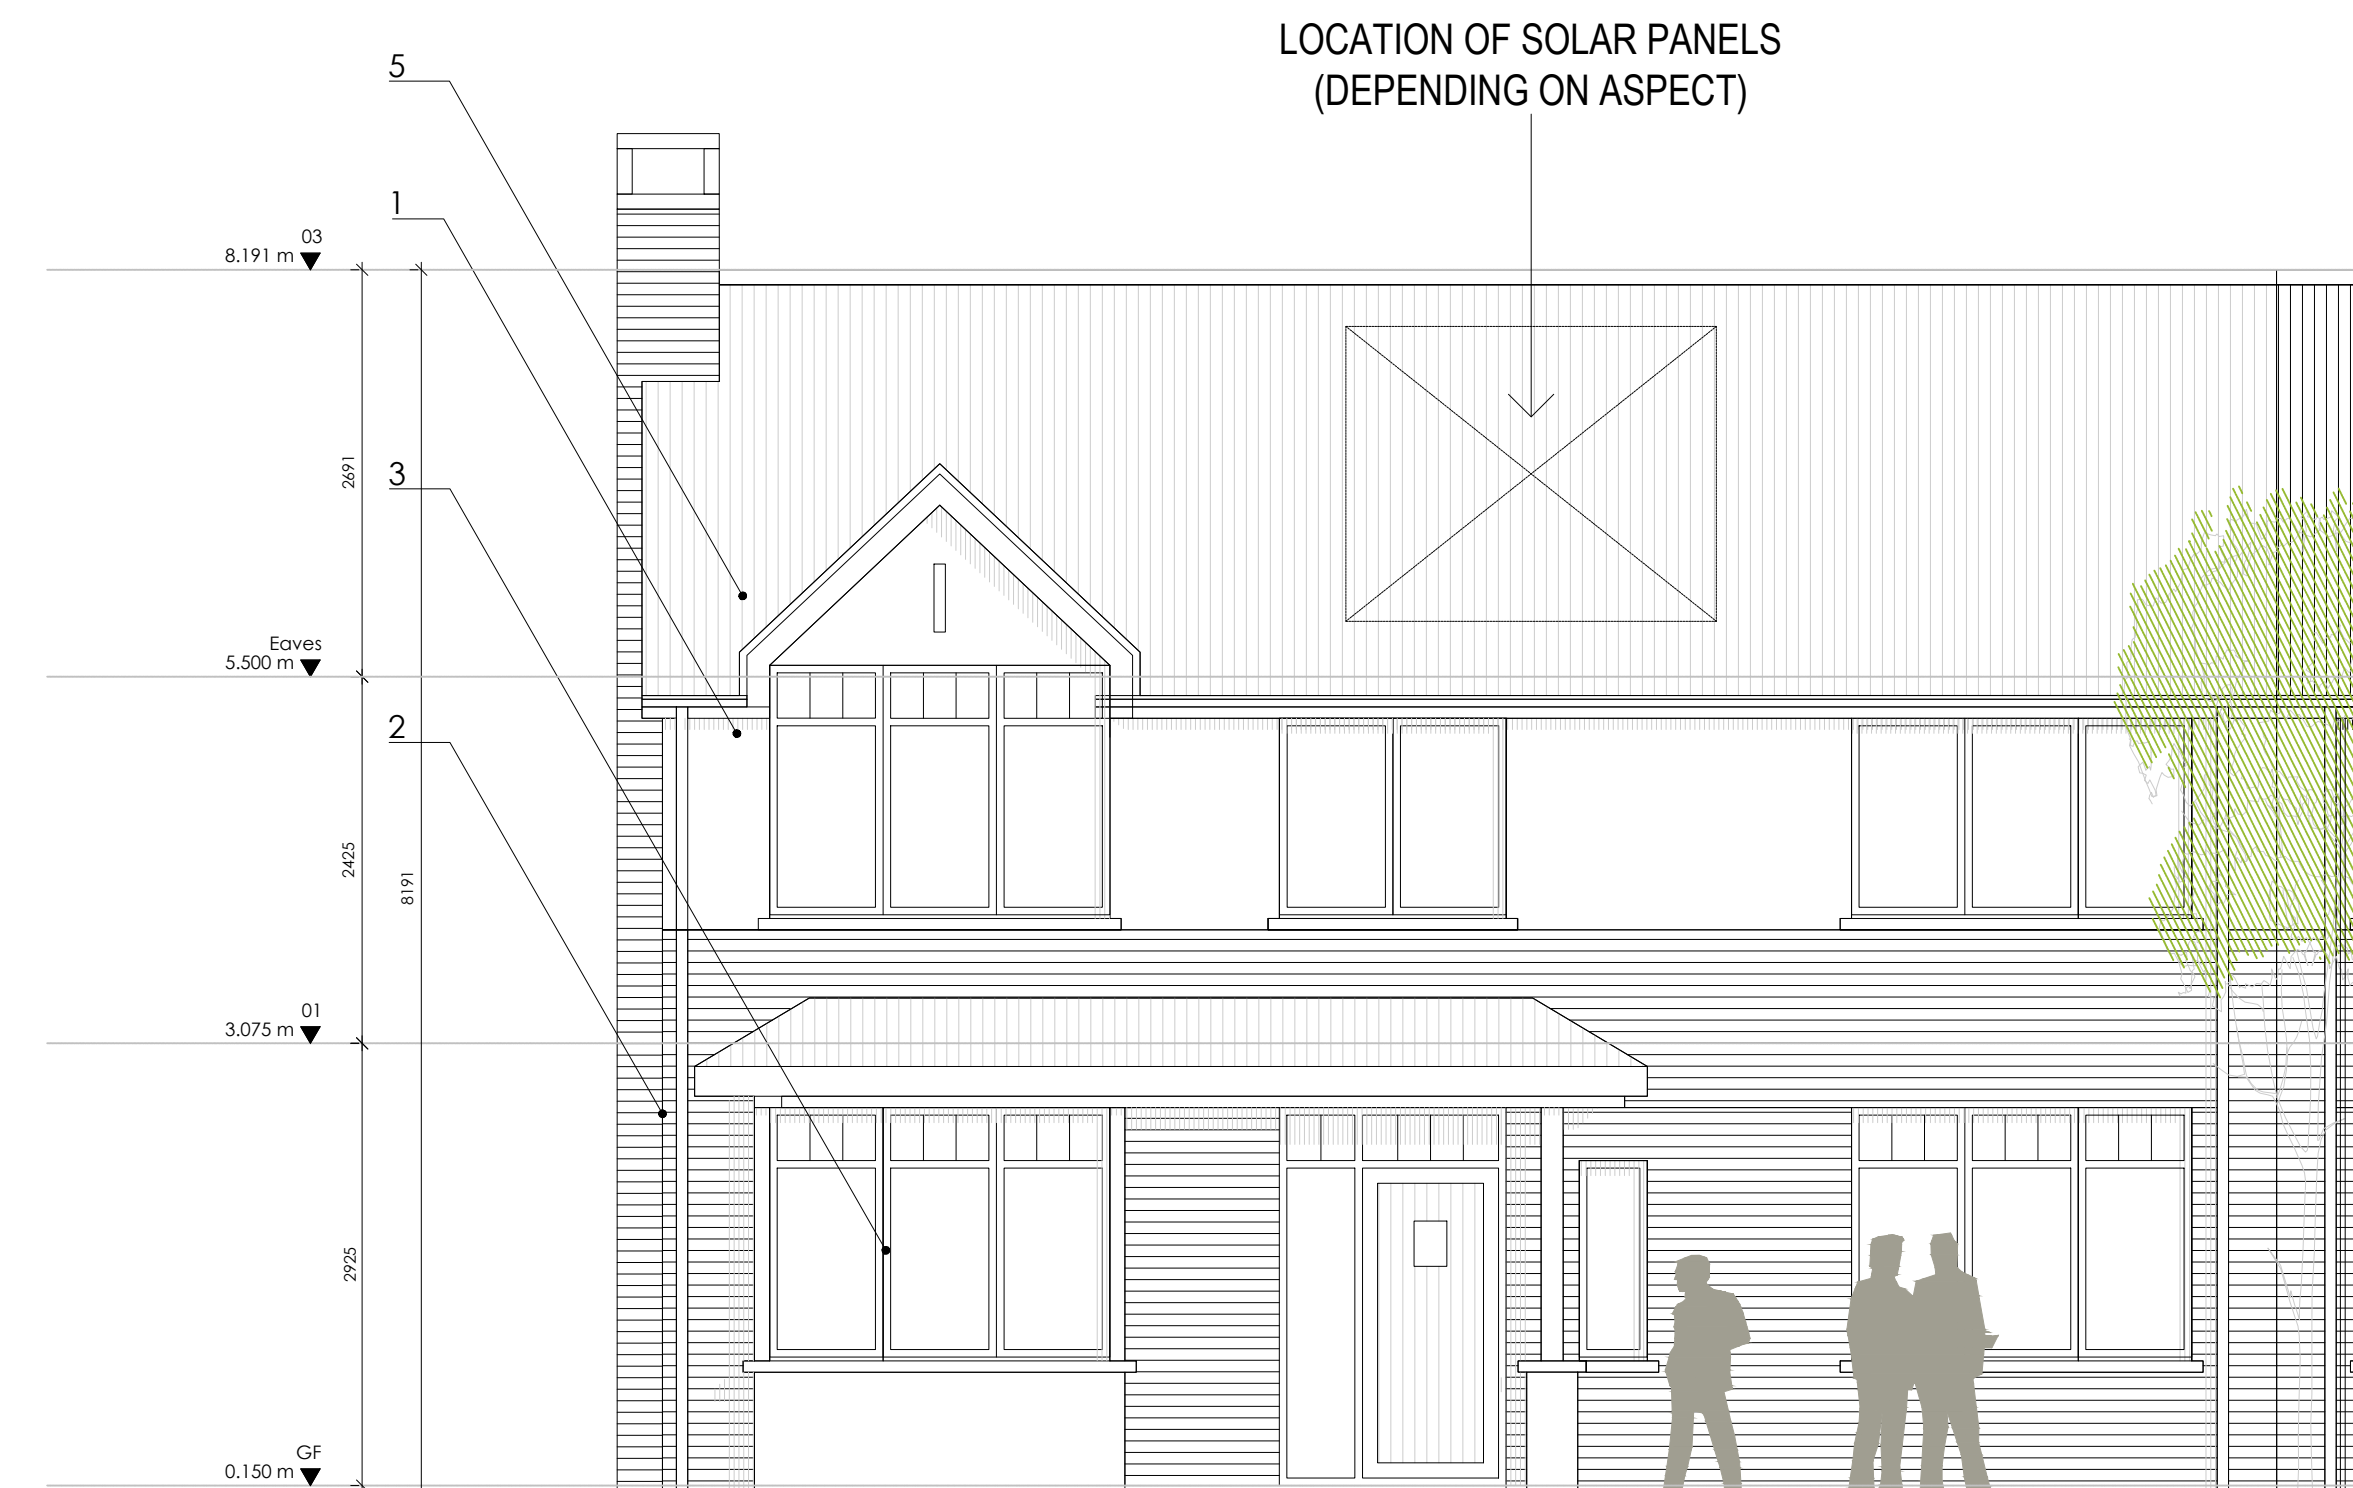 LOCATION OF SOLAR PANELS
(DEPENDING ON ASPECT)
5
1
03
8.191 m
2691
3
Eaves
5.500 m
2
2425
8191
01
3.075 m
2925
GF
0.150 m